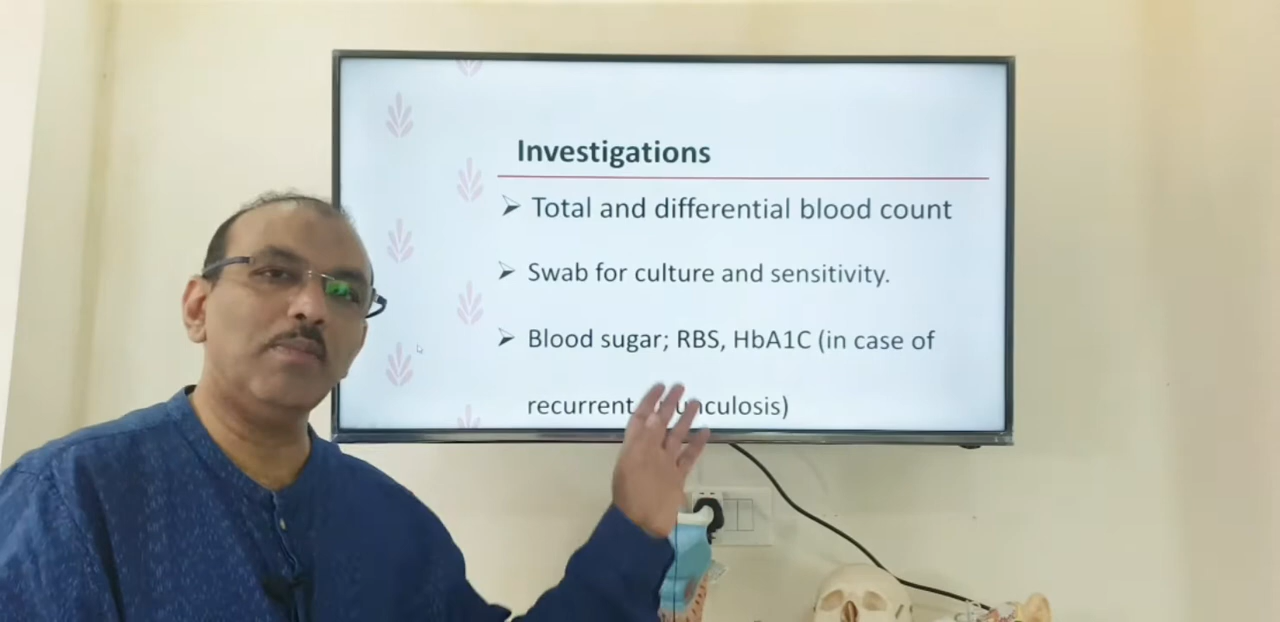 Investigations
Total and differential blood count
Swab for culture and sensitivity.
Blood sugar; RBS, HbA1C (in case of
recurrent